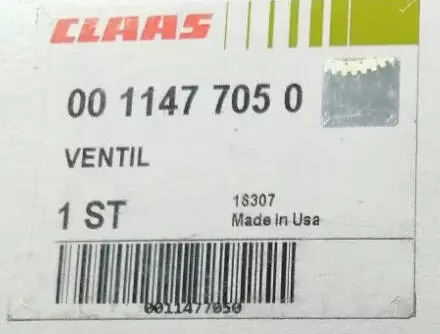 CLAAS
00 1147 705 0
VENTIL
1 ST
18307
Made In Usa
0011477050